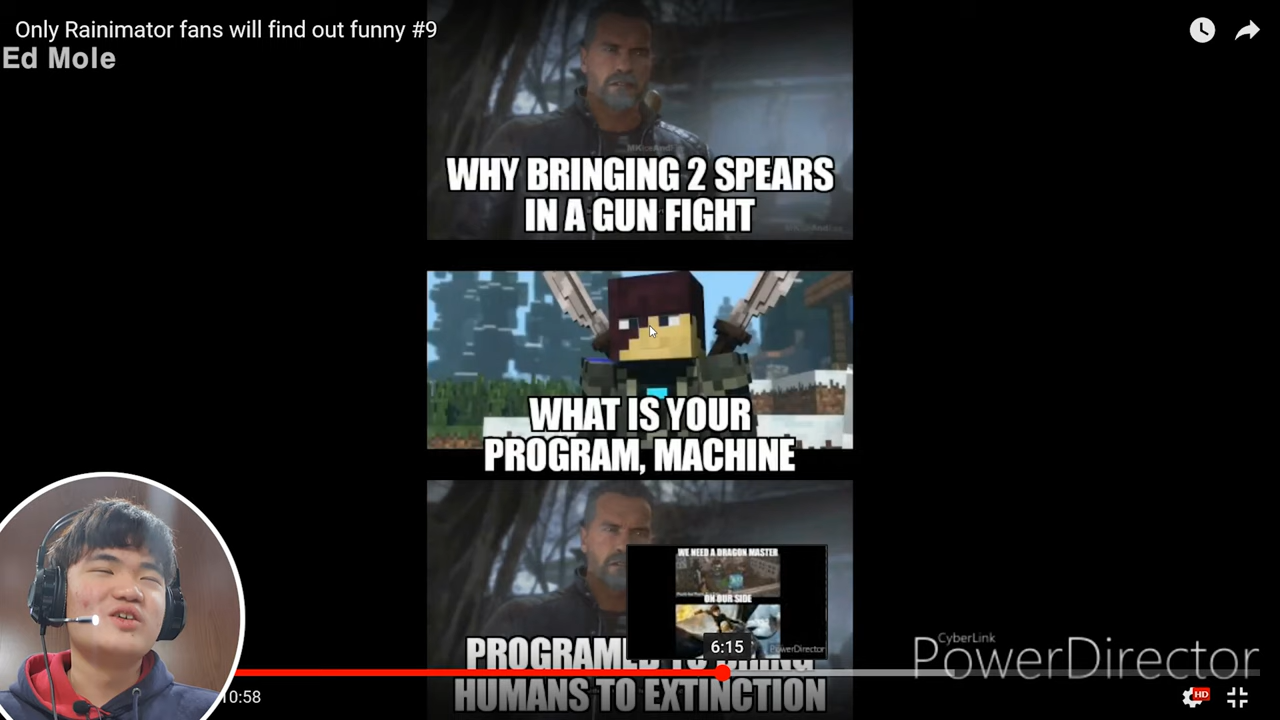 Only Rainimator fans will find out funny #9
Ed Mole
WHY BRINGING 2 SPEARS
IN A GUN FIGHT
WHAT IS YOUR
PROGRAM, MACHINE
WE NEED A DRAGON MASTER
ON OUR SIDE
6:15
PowerDirector
PROGRAMED TO BRING
HUMANS TO EXTINCTION
CyberLink
PowerDirector
10:58
HD